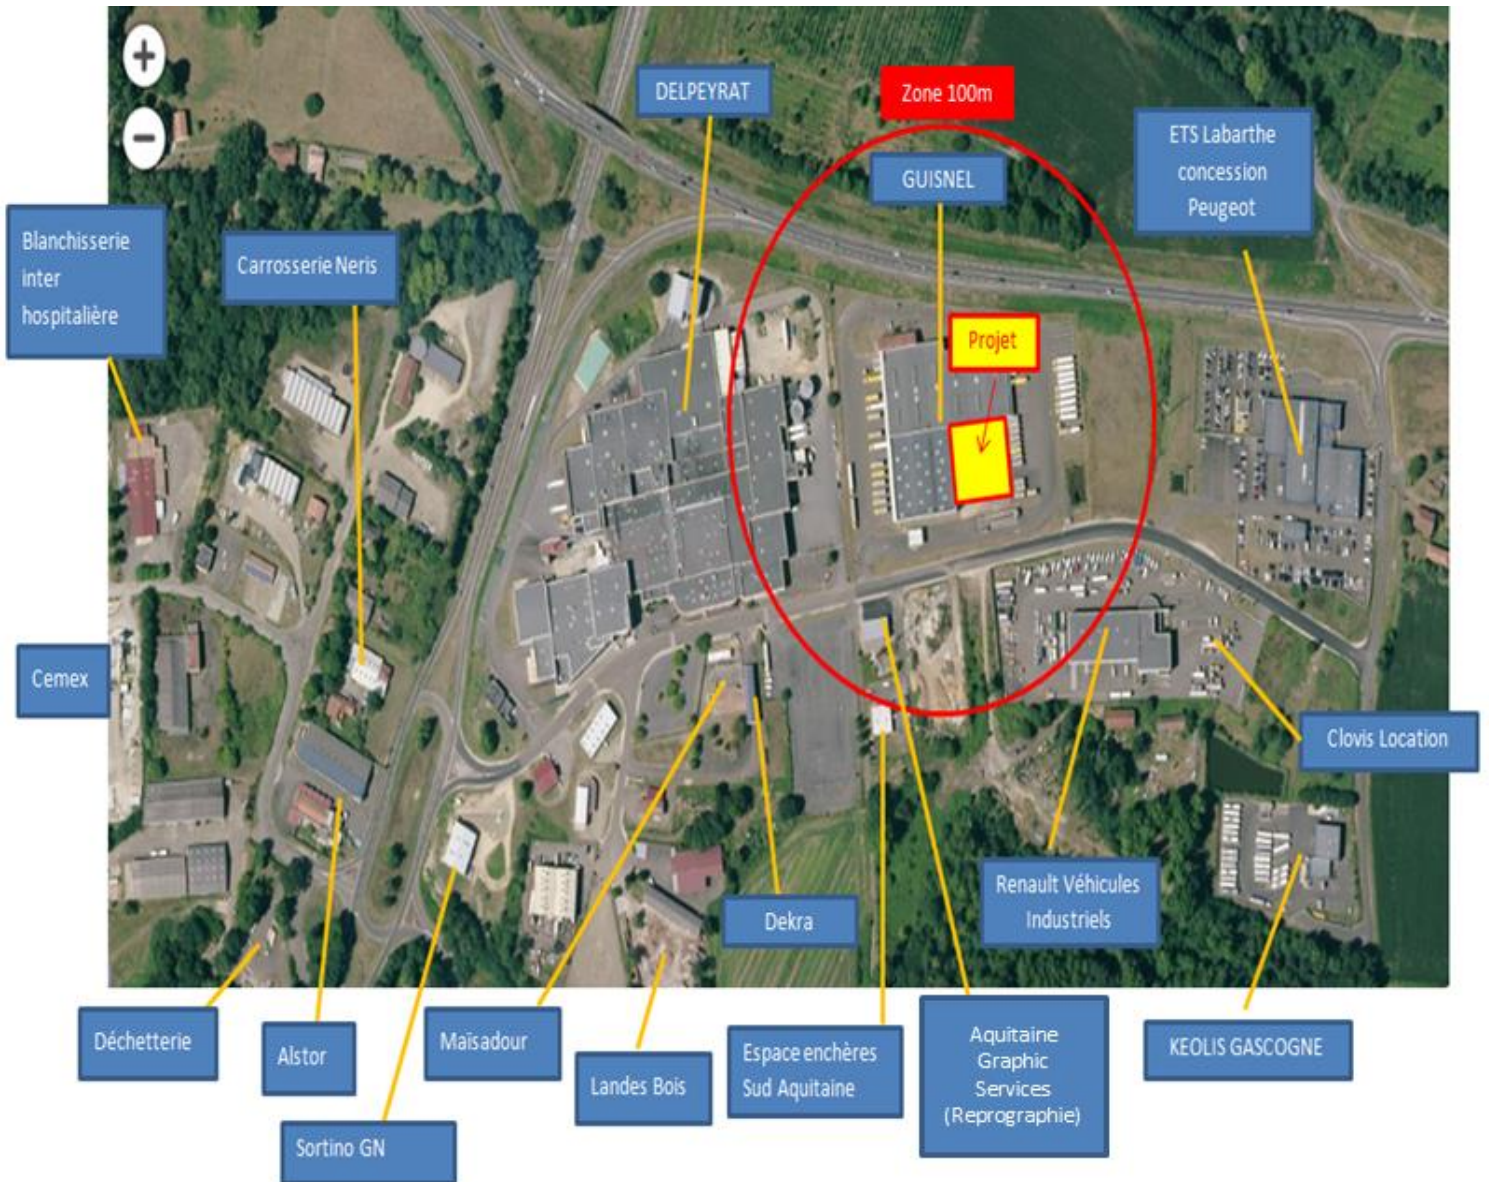 +
−
DELPEYRAT
Zone 100m
GUISNEL
ETS Labarthe
concession
Peugeot
Blanchisserie
inter
hospitalière
Carrosserie Neris
Projet
Cemex
Clovis Location
Renault Véhicules
Industriels
Dekra
Déchetterie
Alstor
Maïsadour
Landes Bois
Espace enchères
Sud Aquitaine
Aquitaine
Graphic
Services
(Reprographie)
KEOLIS GASCOGNE
Sortino GN